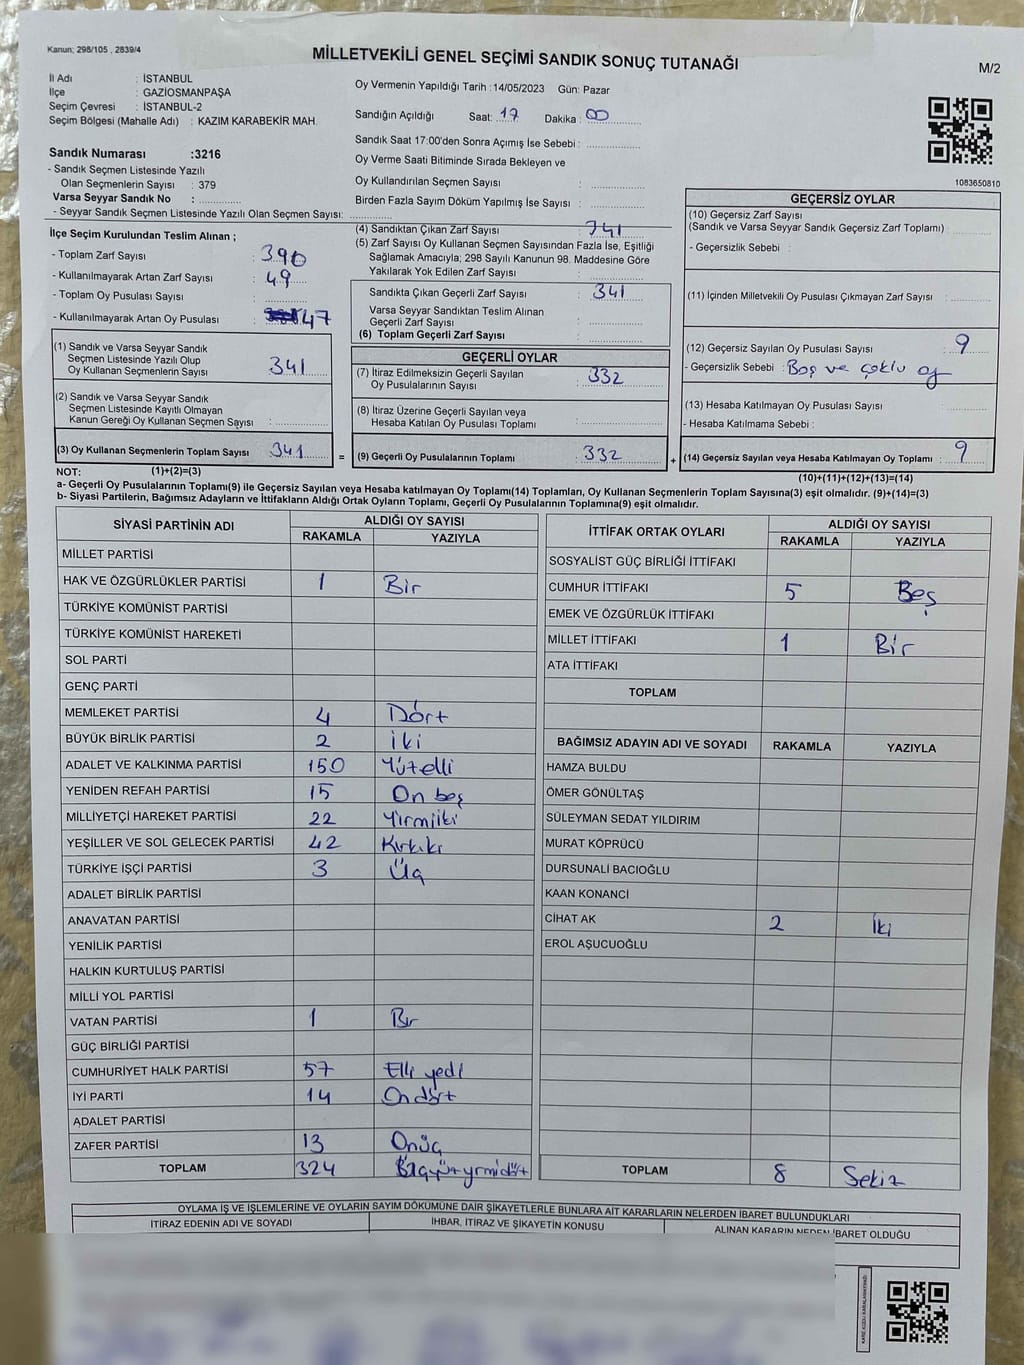 Kanun; 298/105 , 2839/4
MİLLETVEKİLİ GENEL SEÇİMİ SANDIK SONUÇ TUTANAĞI
M/2
İl Adı : İSTANBUL
İlçe : GAZİOSMANPAŞA
Seçim Çevresi : İSTANBUL-2
Seçim Bölgesi (Mahalle Adı) : KAZIM KARABEKİR MAH.
Oy Vermenin Yapıldığı Tarih :14/05/2023 Gün: Pazar
Sandığın Açıldığı Saat: 17 Dakika : 00
Sandık Saat 17:00'den Sonra Açımış İse Sebebi :
Oy Verme Saati Bitiminde Sırada Bekleyen ve
Oy Kullandırılan Seçmen Sayısı :
Birden Fazla Sayım Döküm Yapılmış İse Sayısı :
1083650810
Sandık Numarası :3216
- Sandık Seçmen Listesinde Yazılı
Olan Seçmenlerin Sayısı : 379
Varsa Seyyar Sandık No :
- Seyyar Sandık Seçmen Listesinde Yazılı Olan Seçmen Sayısı:
İlçe Seçim Kurulundan Teslim Alınan ;
- Toplam Zarf Sayısı : 390
- Kullanılmayarak Artan Zarf Sayısı : 49
- Toplam Oy Pusulası Sayısı :
- Kullanılmayarak Artan Oy Pusulası : 47
(1) Sandık ve Varsa Seyyar Sandık
Seçmen Listesinde Yazılı Olup
Oy Kullanan Seçmenlerin Sayısı 341
(2) Sandık ve Varsa Seyyar Sandık
Seçmen Listesinde Kayıtlı Olmayan
Kanun Gereği Oy Kullanan Seçmen Sayısı :
(3) Oy Kullanan Seçmenlerin Toplam Sayısı 341 =
(4) Sandıktan Çıkan Zarf Sayısı 341
(5) Zarf Sayısı Oy Kullanan Seçmen Sayısından Fazla İse, Eşitliği
Sağlamak Amacıyla; 298 Sayılı Kanunun 98. Maddesine Göre
Yakılarak Yok Edilen Zarf Sayısı :
Sandıkta Çıkan Geçerli Zarf Sayısı : 341
Varsa Seyyar Sandıktan Teslim Alınan
Geçerli Zarf Sayısı :
(6) Toplam Geçerli Zarf Sayısı :
GEÇERLİ OYLAR
(7) İtiraz Edilmeksizin Geçerli Sayılan
Oy Pusulalarının Sayısı : 332
(8) İtiraz Üzerine Geçerli Sayılan veya
Hesaba Katılan Oy Pusulası Toplamı :
(9) Geçerli Oy Pusulalarının Toplamı : 332 +
GEÇERSİZ OYLAR
(10) Geçersiz Zarf Sayısı
(Sandık ve Varsa Seyyar Sandık Geçersiz Zarf Toplamı) :
- Geçersizlik Sebebi :
(11) İçinden Milletvekili Oy Pusulası Çıkmayan Zarf Sayısı :
(12) Geçersiz Sayılan Oy Pusulası Sayısı : 9
- Geçersizlik Sebebi : Boş ve çoklu oy
(13) Hesaba Katılmayan Oy Pusulası Sayısı :
- Hesaba Katılmama Sebebi :
(14) Geçersiz Sayılan veya Hesaba Katılmayan Oy Toplamı : 9
NOT: (1)+(2)=(3)
(10)+(11)+(12)+(13)=(14)
a- Geçerli Oy Pusulalarının Toplamı(9) ile Geçersiz Sayılan veya Hesaba katılmayan Oy Toplamı(14) Toplamları, Oy Kullanan Seçmenlerin Toplam Sayısına(3) eşit olmalıdır. (9)+(14)=(3)
b- Siyasi Partilerin, Bağımsız Adayların ve İttifakların Aldığı Ortak Oyların Toplamı, Geçerli Oy Pusulalarının Toplamına(9) eşit olmalıdır.
SİYASİ PARTİNİN ADI ALDIĞI OY SAYISI
RAKAMLA YAZIYLA
MİLLET PARTİSİ
HAK VE ÖZGÜRLÜKLER PARTİSİ 1 Bir
TÜRKİYE KOMÜNİST PARTİSİ
TÜRKİYE KOMÜNİST HAREKETİ
SOL PARTİ
GENÇ PARTİ
MEMLEKET PARTİSİ 4 Dört
BÜYÜK BİRLİK PARTİSİ 2 İki
ADALET VE KALKINMA PARTİSİ 150 Yüzelli
YENİDEN REFAH PARTİSİ 15 On beş
MİLLİYETÇİ HAREKET PARTİSİ 22 Yirmiiki
YEŞİLLER VE SOL GELECEK PARTİSİ 42 Kırkiki
TÜRKİYE İŞÇİ PARTİSİ 3 Üç
ADALET BİRLİK PARTİSİ
ANAVATAN PARTİSİ
YENİLİK PARTİSİ
HALKIN KURTULUŞ PARTİSİ
MİLLİ YOL PARTİSİ
VATAN PARTİSİ 1 Bir
GÜÇ BİRLİĞİ PARTİSİ
CUMHURİYET HALK PARTİSİ 57 Elli yedi
İYİ PARTİ 14 Ondört
ADALET PARTİSİ
ZAFER PARTİSİ 13 Onüç
TOPLAM 324 Üçyüzyirmidört
İTTİFAK ORTAK OYLARI ALDIĞI OY SAYISI
RAKAMLA YAZIYLA
SOSYALİST GÜÇ BİRLİĞİ İTTİFAKI
CUMHUR İTTİFAKI 5 Beş
EMEK VE ÖZGÜRLÜK İTTİFAKI
MİLLET İTTİFAKI 1 Bir
ATA İTTİFAKI
TOPLAM
BAĞIMSIZ ADAYIN ADI VE SOYADI RAKAMLA YAZIYLA
HAMZA BULDU
ÖMER GÖNÜLTAŞ
SÜLEYMAN SEDAT YILDIRIM
MURAT KÖPRÜCÜ
DURSUNALİ BACIOĞLU
KAAN KONANCİ
CİHAT AK 2 İki
EROL AŞUCUOĞLU
TOPLAM 8 Sekiz
OYLAMA İŞ VE İŞLEMLERİNE VE OYLARIN SAYIM DÖKÜMÜNE DAİR ŞİKAYETLERLE BUNLARA AİT KARARLARIN NELERDEN İBARET BULUNDUKLARI
İTİRAZ EDENİN ADI VE SOYADI İHBAR, İTİRAZ VE ŞİKAYETİN KONUSU ALINAN KARARIN NEDEN İBARET OLDUĞU